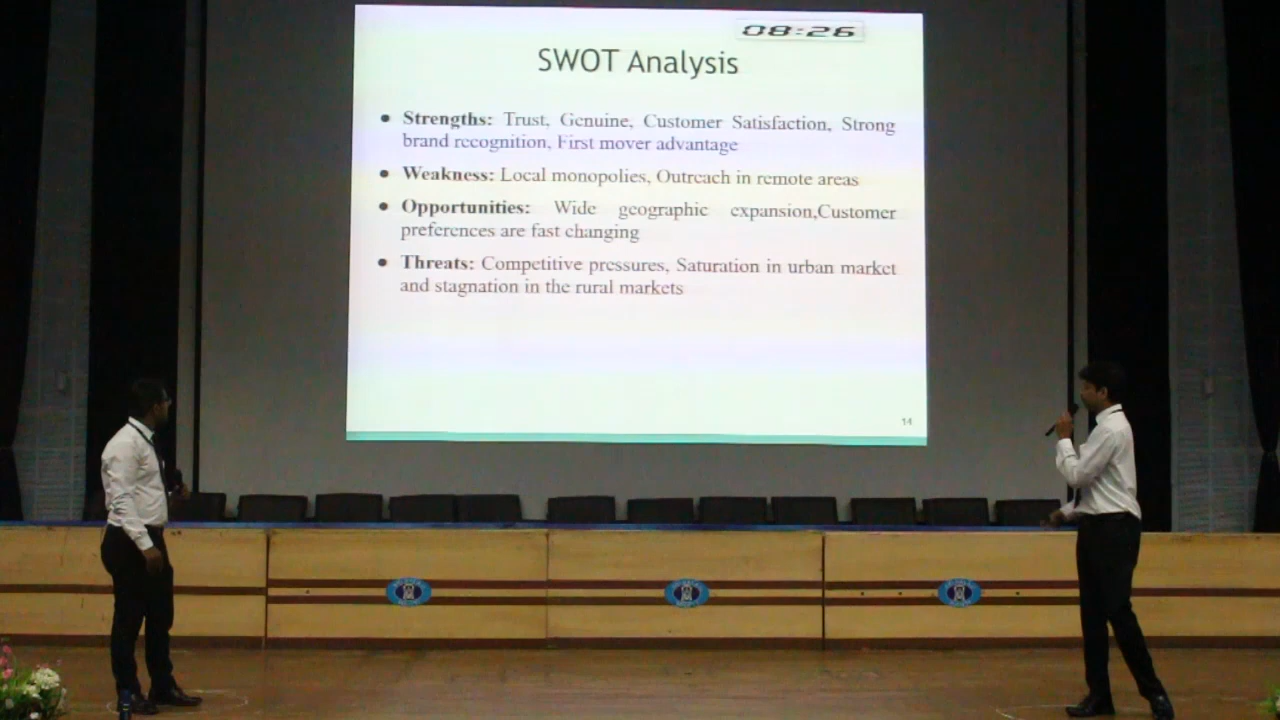 08:26
SWOT Analysis
● Strengths: Trust, Genuine, Customer Satisfaction, Strong
brand recognition, First mover advantage
● Weakness: Local monopolies, Outreach in remote areas
● Opportunities: Wide geographic expansion,Customer
preferences are fast changing
● Threats: Competitive pressures, Saturation in urban market
and stagnation in the rural markets
14